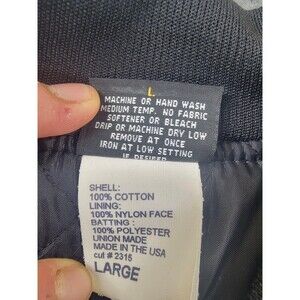 L
MACHINE OR HAND WASH
MEDIUM TEMP. NO FABRIC
SOFTENER OR BLEACH
DRIP OR MACHINE DRY LOW
REMOVE AT ONCE
IRON AT LOW SETTING
IF DESIRED
SHELL:
100% COTTON
LINING:
100% NYLON FACE
BATTING :
100% POLYESTER
UNION MADE
MADE IN THE USA
cut # 2315
LARGE